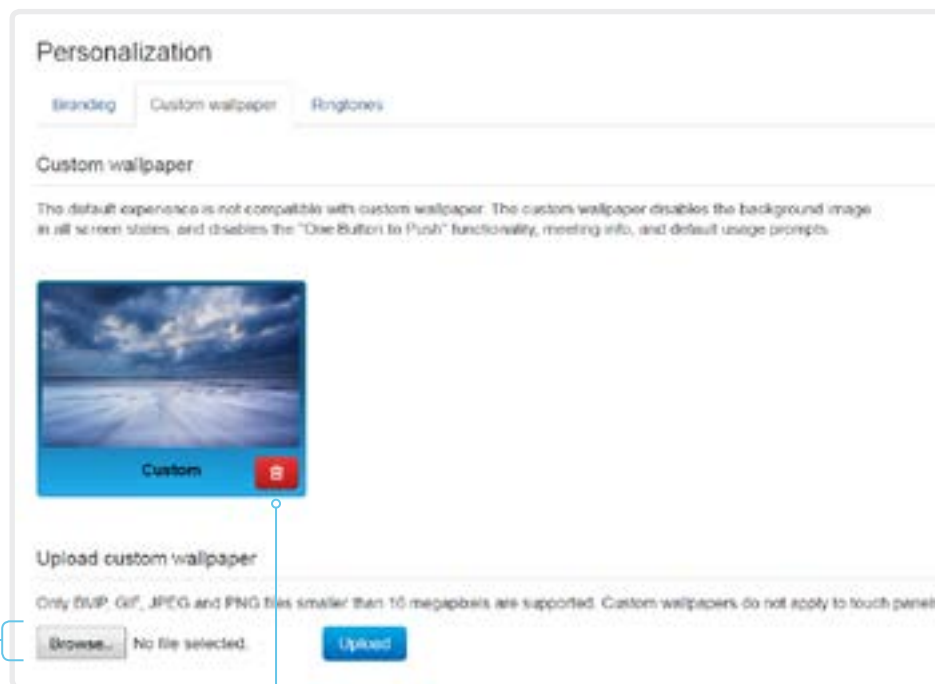 Personalization
Branding Custom wallpaper Ringtones
Custom wallpaper
The default experience is not compatible with custom wallpaper. The custom wallpaper disables the background image
in all screen states, and disables the "One Button to Push" functionality, meeting info, and default usage prompts.
Custom
Upload custom wallpaper
Only BMP, GIF, JPEG and PNG files smaller than 16 megapixels are supported. Custom wallpapers do not apply to touch panels
Browse... No file selected. Upload